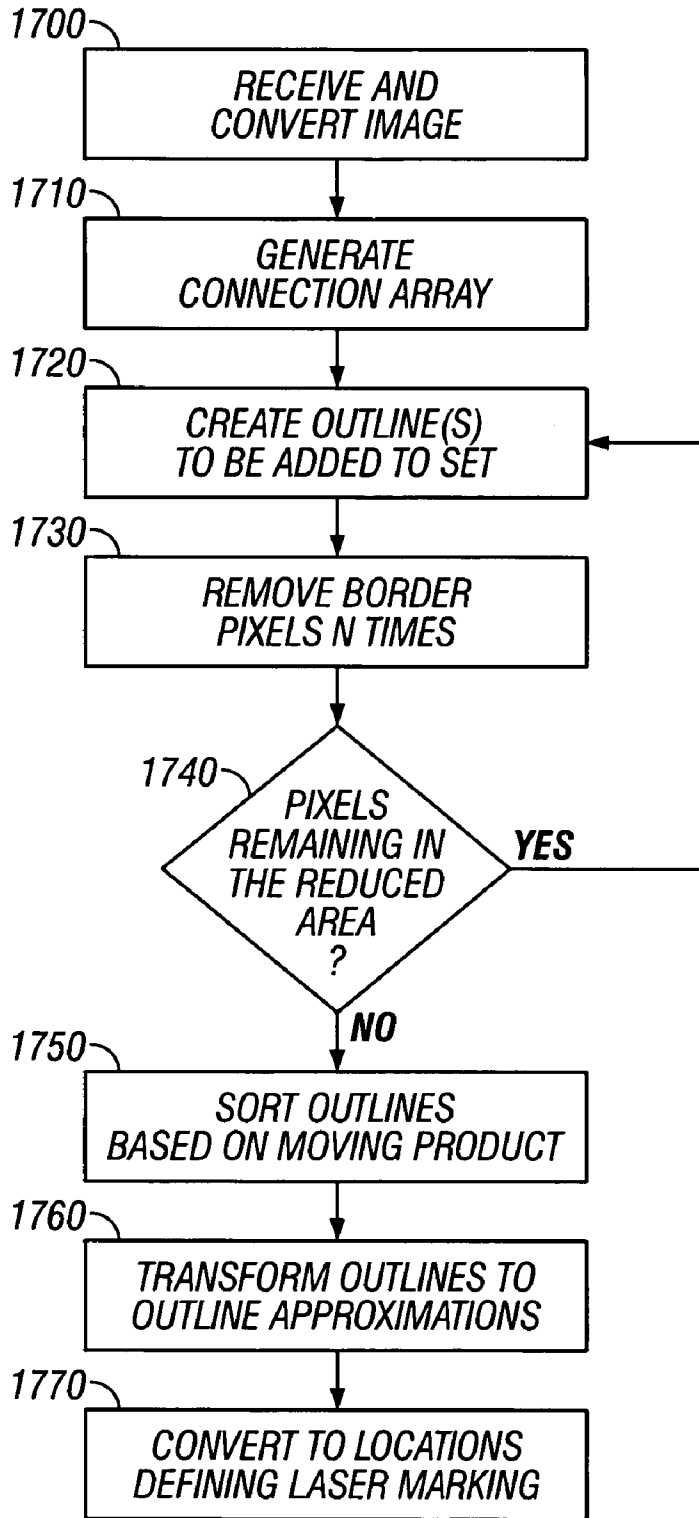 1700
RECEIVE AND
CONVERT IMAGE
1710
GENERATE
CONNECTION ARRAY
1720
CREATE OUTLINE(S)
TO BE ADDED TO SET
1730
REMOVE BORDER
PIXELS N TIMES
1740
PIXELS
REMAINING IN
THE REDUCED
AREA
?
YES
NO
1750
SORT OUTLINES
BASED ON MOVING PRODUCT
1760
TRANSFORM OUTLINES TO
OUTLINE APPROXIMATIONS
1770
CONVERT TO LOCATIONS
DEFINING LASER MARKING